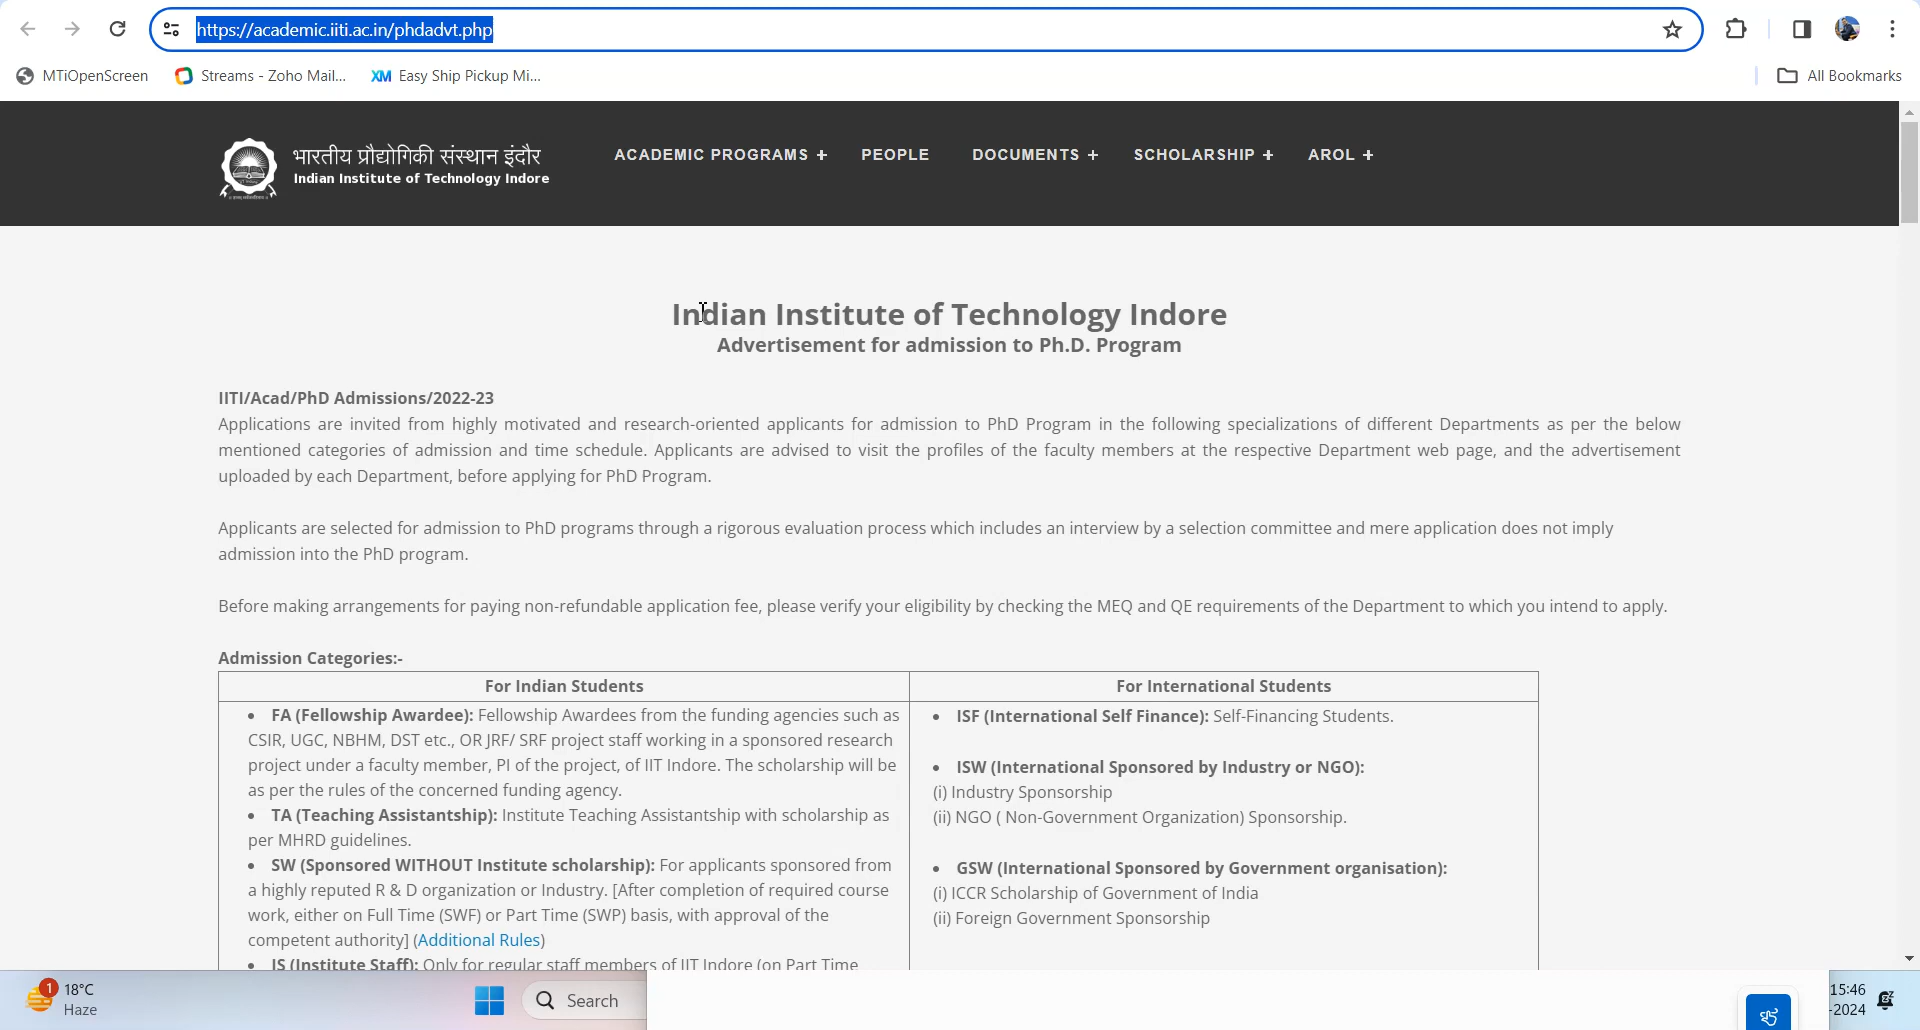 https://academic.iiti.ac.in/phdadvt.php
MTiOpenScreen
Streams - Zoho Mail...
XM Easy Ship Pickup Mi...
All Bookmarks
भारतीय प्रौद्योगिकी संस्थान इंदौर
Indian Institute of Technology Indore
ACADEMIC PROGRAMS +
PEOPLE
DOCUMENTS +
SCHOLARSHIP +
AROL +
Indian Institute of Technology Indore
Advertisement for admission to Ph.D. Program
IITI/Acad/PhD Admissions/2022-23
Applications are invited from highly motivated and research-oriented applicants for admission to PhD Program in the following specializations of different Departments as per the below
mentioned categories of admission and time schedule. Applicants are advised to visit the profiles of the faculty members at the respective Department web page, and the advertisement
uploaded by each Department, before applying for PhD Program.
Applicants are selected for admission to PhD programs through a rigorous evaluation process which includes an interview by a selection committee and mere application does not imply
admission into the PhD program.
Before making arrangements for paying non-refundable application fee, please verify your eligibility by checking the MEQ and QE requirements of the Department to which you intend to apply.
Admission Categories:-
For Indian Students
• FA (Fellowship Awardee): Fellowship Awardees from the funding agencies such as
CSIR, UGC, NBHM, DST etc., OR JRF/ SRF project staff working in a sponsored research
project under a faculty member, PI of the project, of IIT Indore. The scholarship will be
as per the rules of the concerned funding agency.
• TA (Teaching Assistantship): Institute Teaching Assistantship with scholarship as
per MHRD guidelines.
• SW (Sponsored WITHOUT Institute scholarship): For applicants sponsored from
a highly reputed R & D organization or Industry. [After completion of required course
work, either on Full Time (SWF) or Part Time (SWP) basis, with approval of the
competent authority] (Additional Rules)
• IS (Institute Staff): Only for regular staff members of IIT Indore (on Part Time
For International Students
• ISF (International Self Finance): Self-Financing Students.
• ISW (International Sponsored by Industry or NGO):
(i) Industry Sponsorship
(ii) NGO ( Non-Government Organization) Sponsorship.
• GSW (International Sponsored by Government organisation):
(i) ICCR Scholarship of Government of India
(ii) Foreign Government Sponsorship
1
18°C
Haze
Search
15:46
-2024